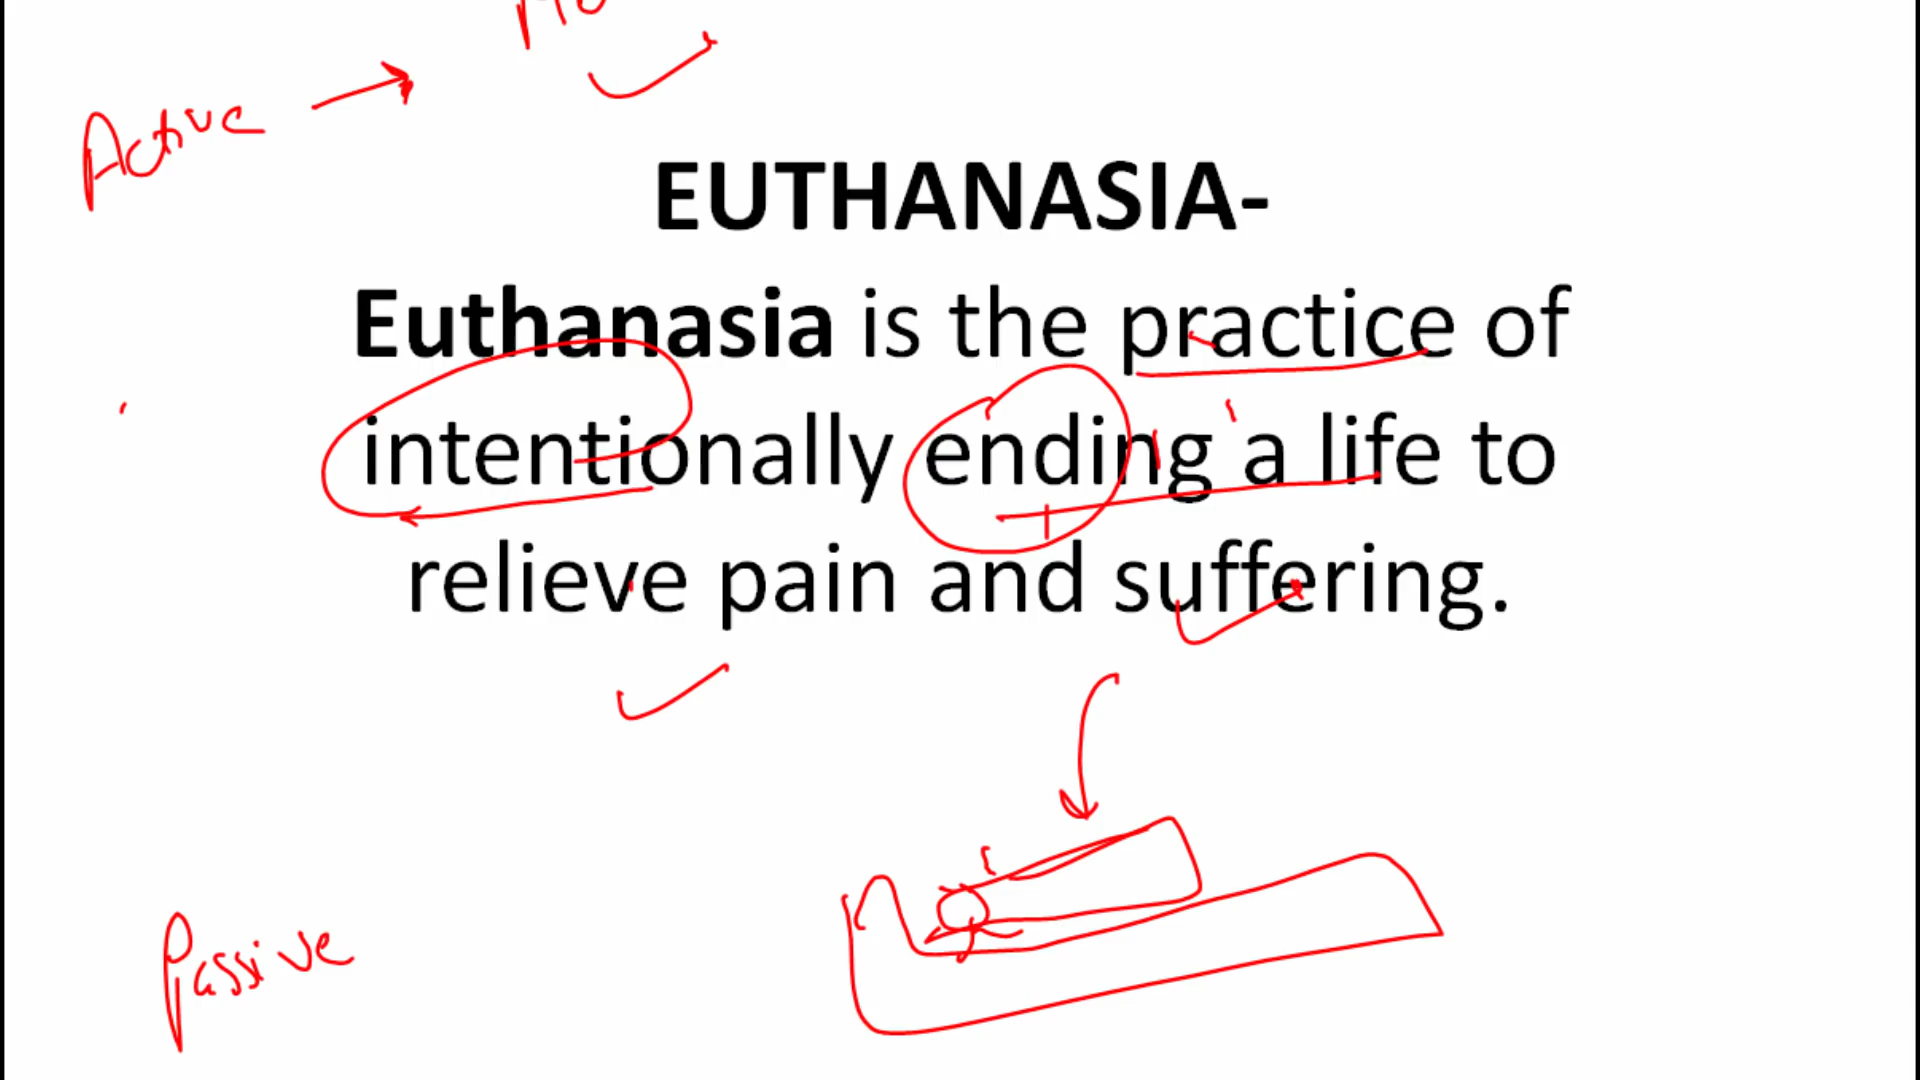 Active
EUTHANASIA-
Euthanasia is the practice of
intentionally ending a life to
relieve pain and suffering.
Passive